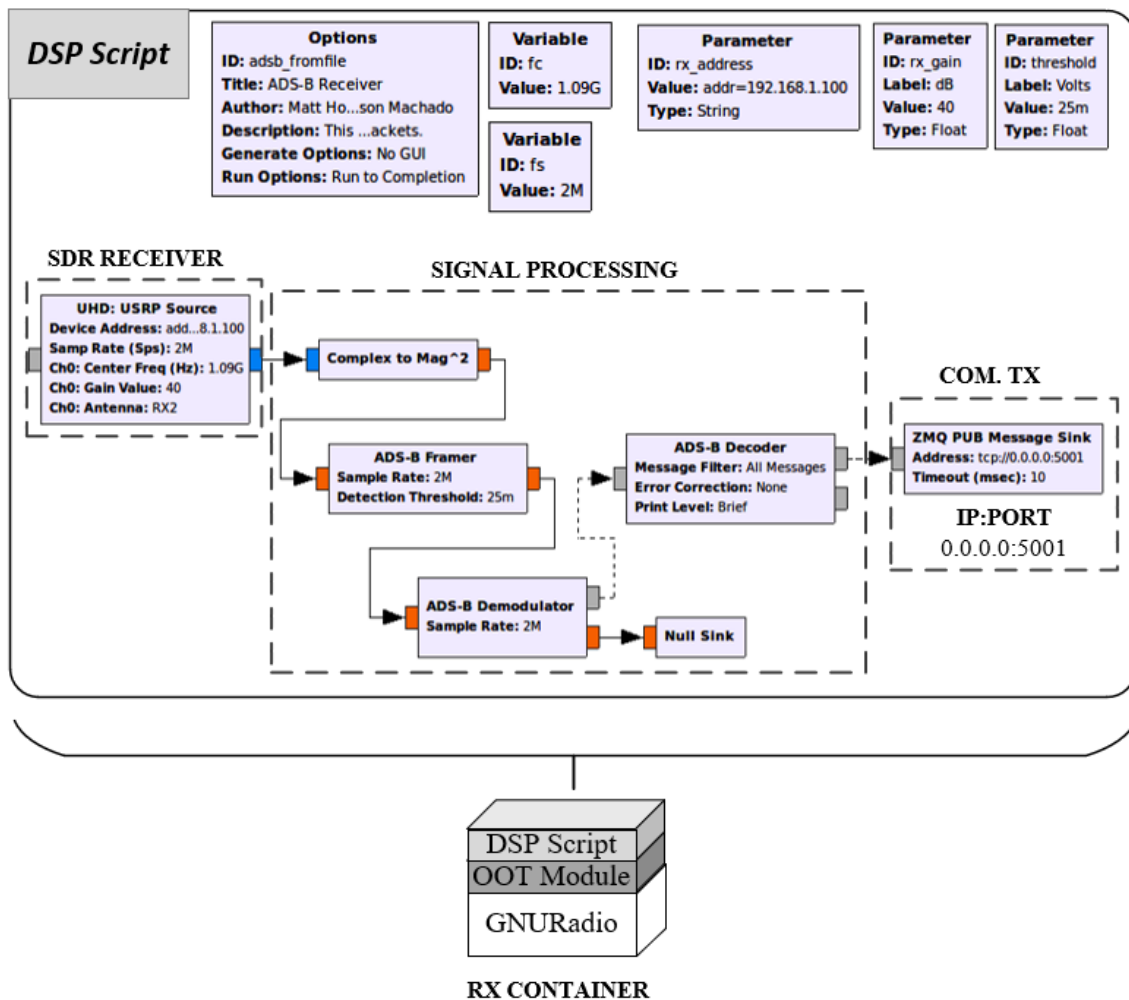 DSP Script
Options
ID: adsb_fromfile
Title: ADS-B Receiver
Author: Matt Ho...son Machado
Description: This ...ackets.
Generate Options: No GUI
Run Options: Run to Completion
Variable
ID: fc
Value: 1.09G
Variable
ID: fs
Value: 2M
Parameter
ID: rx_address
Value: addr=192.168.1.100
Type: String
Parameter
ID: rx_gain
Label: dB
Value: 40
Type: Float
Parameter
ID: threshold
Label: Volts
Value: 25m
Type: Float
SDR RECEIVER
UHD: USRP Source
Device Address: add...8.1.100
Samp Rate (Sps): 2M
Ch0: Center Freq (Hz): 1.09G
Ch0: Gain Value: 40
Ch0: Antenna: RX2
SIGNAL PROCESSING
Complex to Mag^2
ADS-B Framer
Sample Rate: 2M
Detection Threshold: 25m
ADS-B Demodulator
Sample Rate: 2M
Null Sink
ADS-B Decoder
Message Filter: All Messages
Error Correction: None
Print Level: Brief
COM. TX
ZMQ PUB Message Sink
Address: tcp://0.0.0.0:5001
Timeout (msec): 10
IP:PORT
0.0.0.0:5001
DSP Script
OOT Module
GNURadio
RX CONTAINER